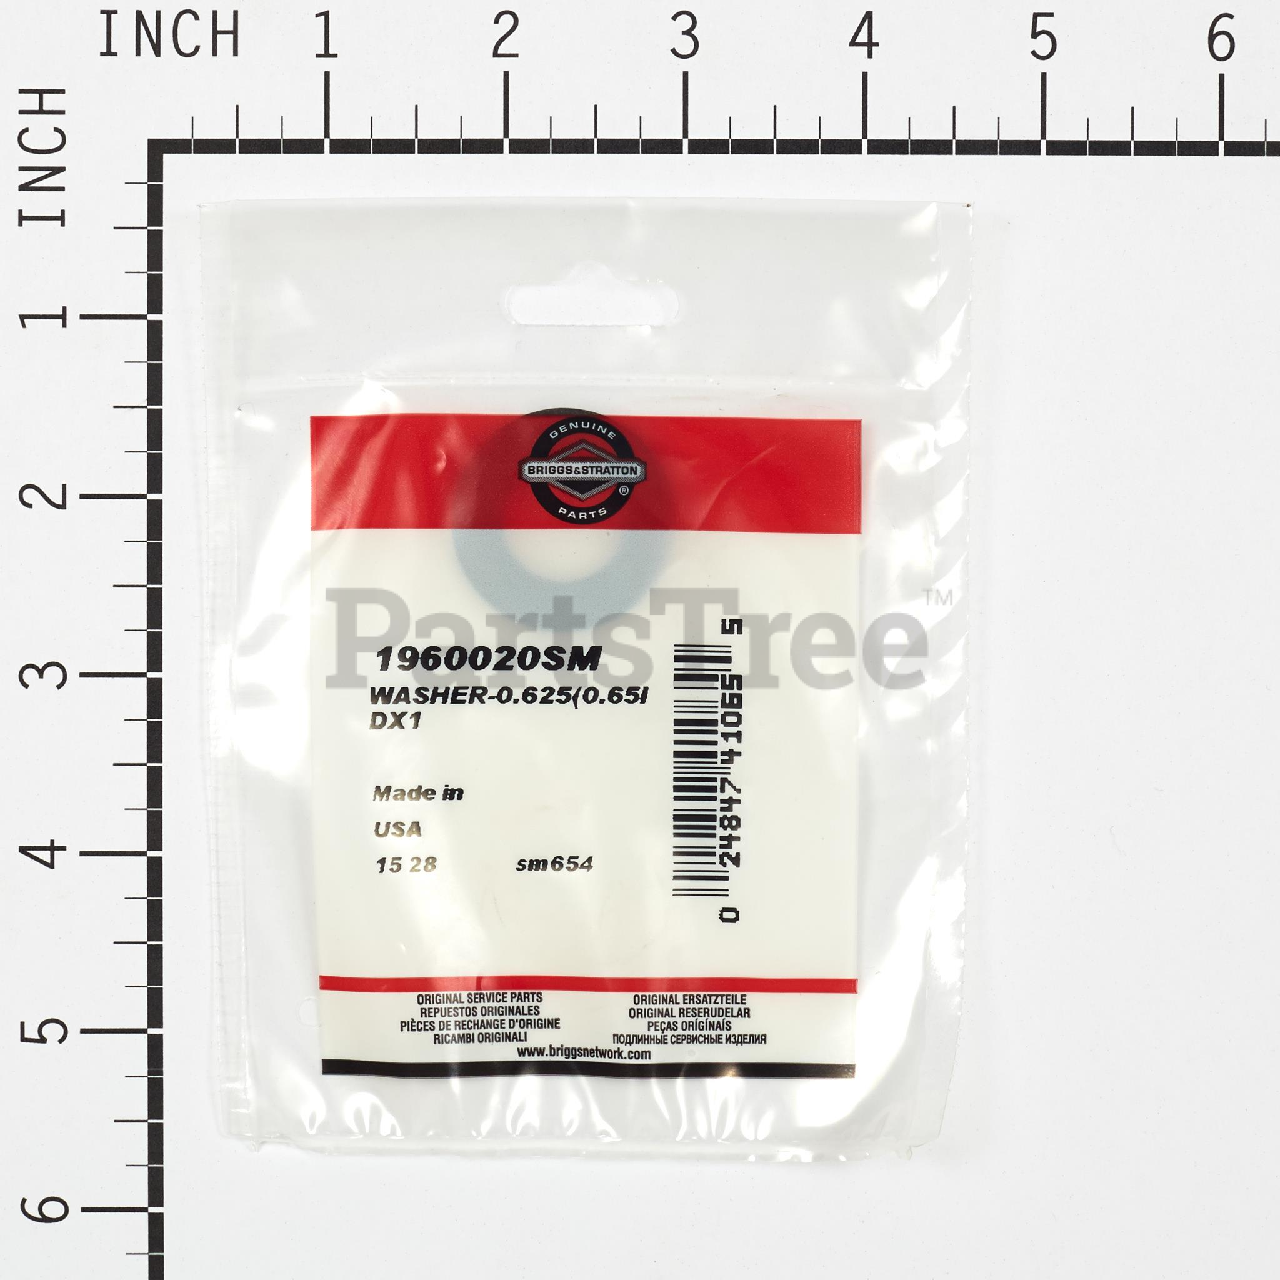 INCH 1 2 3 4 5 6
INCH 1 2 3 4 5 6
GENUINE
BRIGGS&STRATTON
®
PARTS
PartsTree™
1960020SM
WASHER-0.625(0.65I
DX1
Made in
USA
15 28 sm654
0 24847 41065 5
ORIGINAL SERVICE PARTS
REPUESTOS ORIGINALES
PIÈCES DE RECHANGE D'ORIGINE
RICAMBI ORIGINALI
ORIGINAL ERSATZTEILE
ORIGINAL RESERUDELAR
PEÇAS ORIGINAIS
ПОДЛИННЫЕ СЕРВИСНЫЕ ИЗДЕЛИЯ
www.briggsnetwork.com